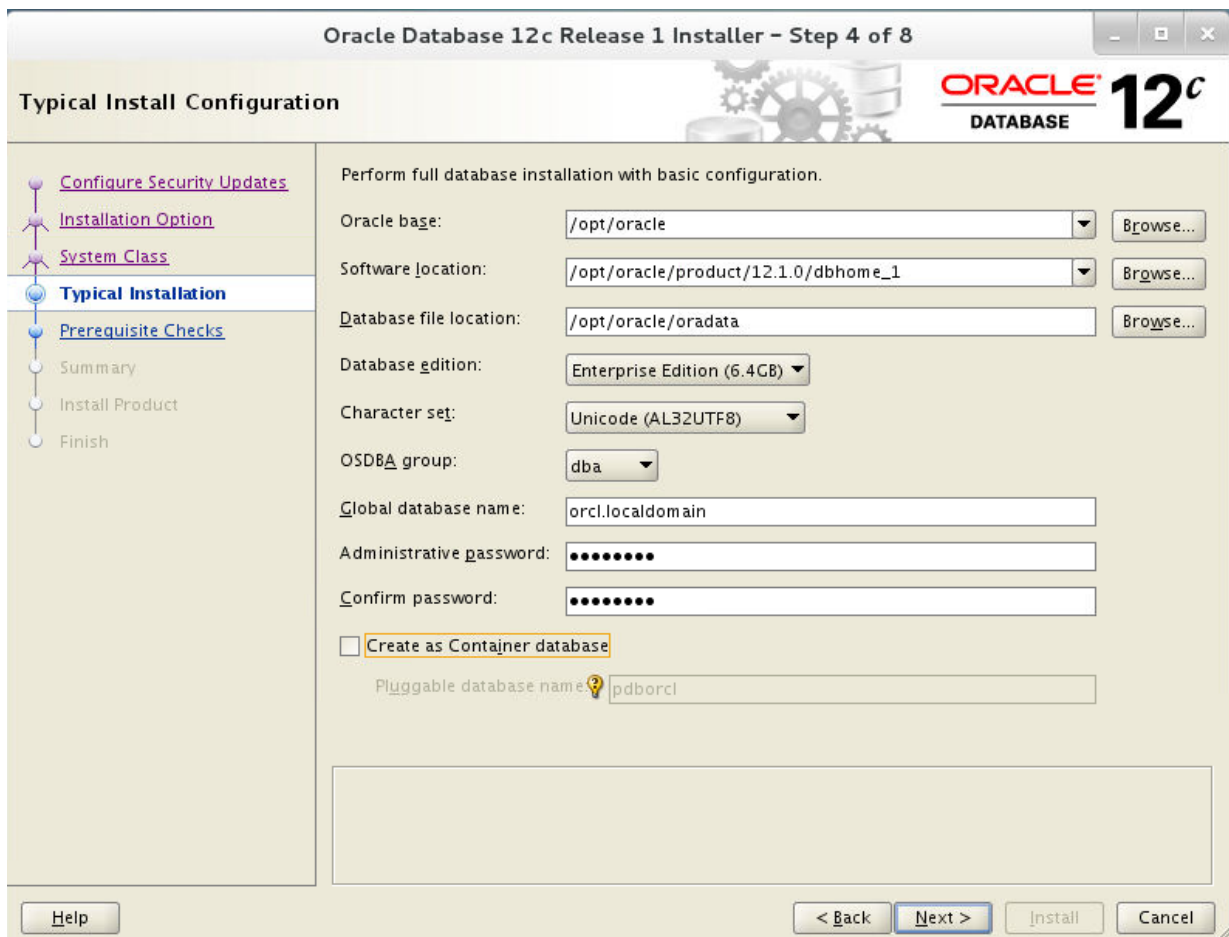 Oracle Database 12c Release 1 Installer - Step 4 of 8
Typical Install Configuration
ORACLE DATABASE 12c
Configure Security Updates
Installation Option
System Class
Typical Installation
Prerequisite Checks
Summary
Install Product
Finish
Perform full database installation with basic configuration.
Oracle base: /opt/oracle Browse...
Software location: /opt/oracle/product/12.1.0/dbhome_1 Browse...
Database file location: /opt/oracle/oradata Browse...
Database edition: Enterprise Edition (6.4GB)
Character set: Unicode (AL32UTF8)
OSDBA group: dba
Global database name: orcl.localdomain
Administrative password: ●●●●●●●●
Confirm password: ●●●●●●●●
Create as Container database
Pluggable database name: pdborcl
Help < Back Next > Install Cancel